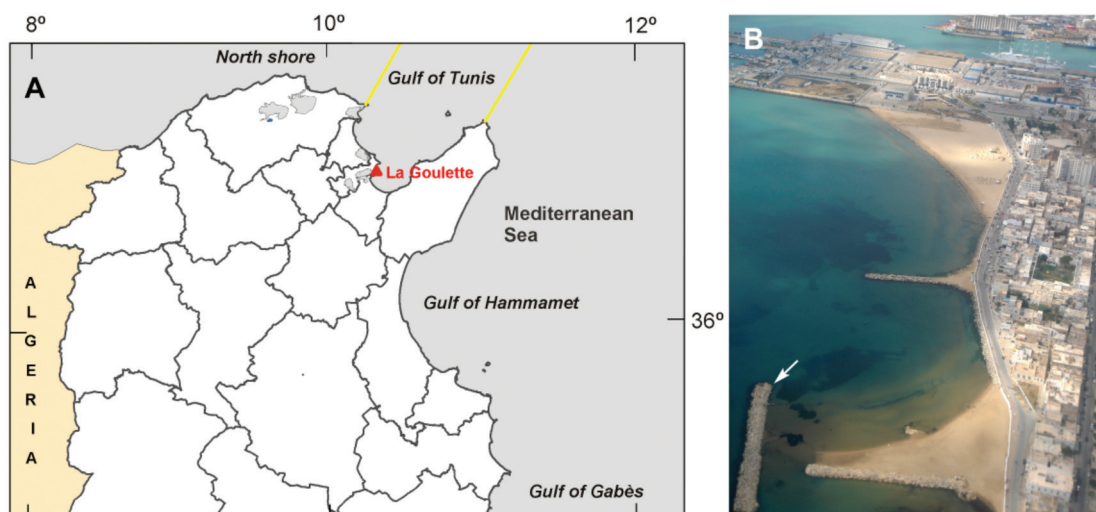 8º
10º
12º
North shore
Gulf of Tunis
A
La Goulette
Mediterranean
Sea
Gulf of Hammamet
36º
ALGERIA
Gulf of Gabès
B